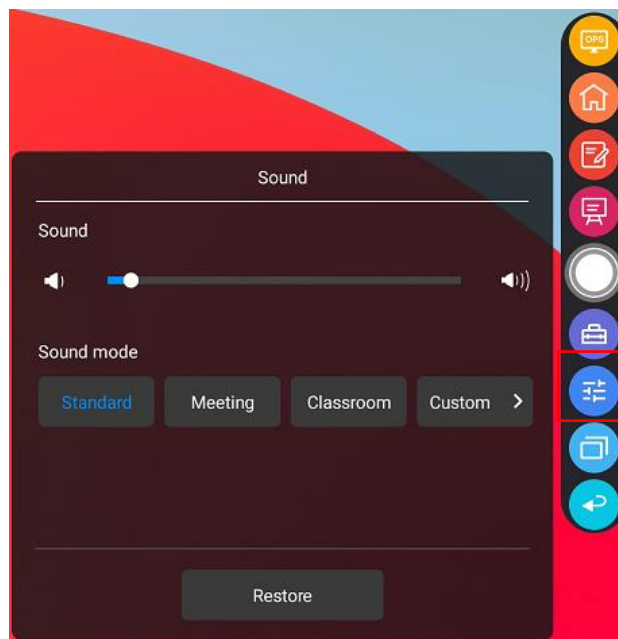 OPS
Sound
Sound
Sound mode
Standard Meeting Classroom Custom
Restore